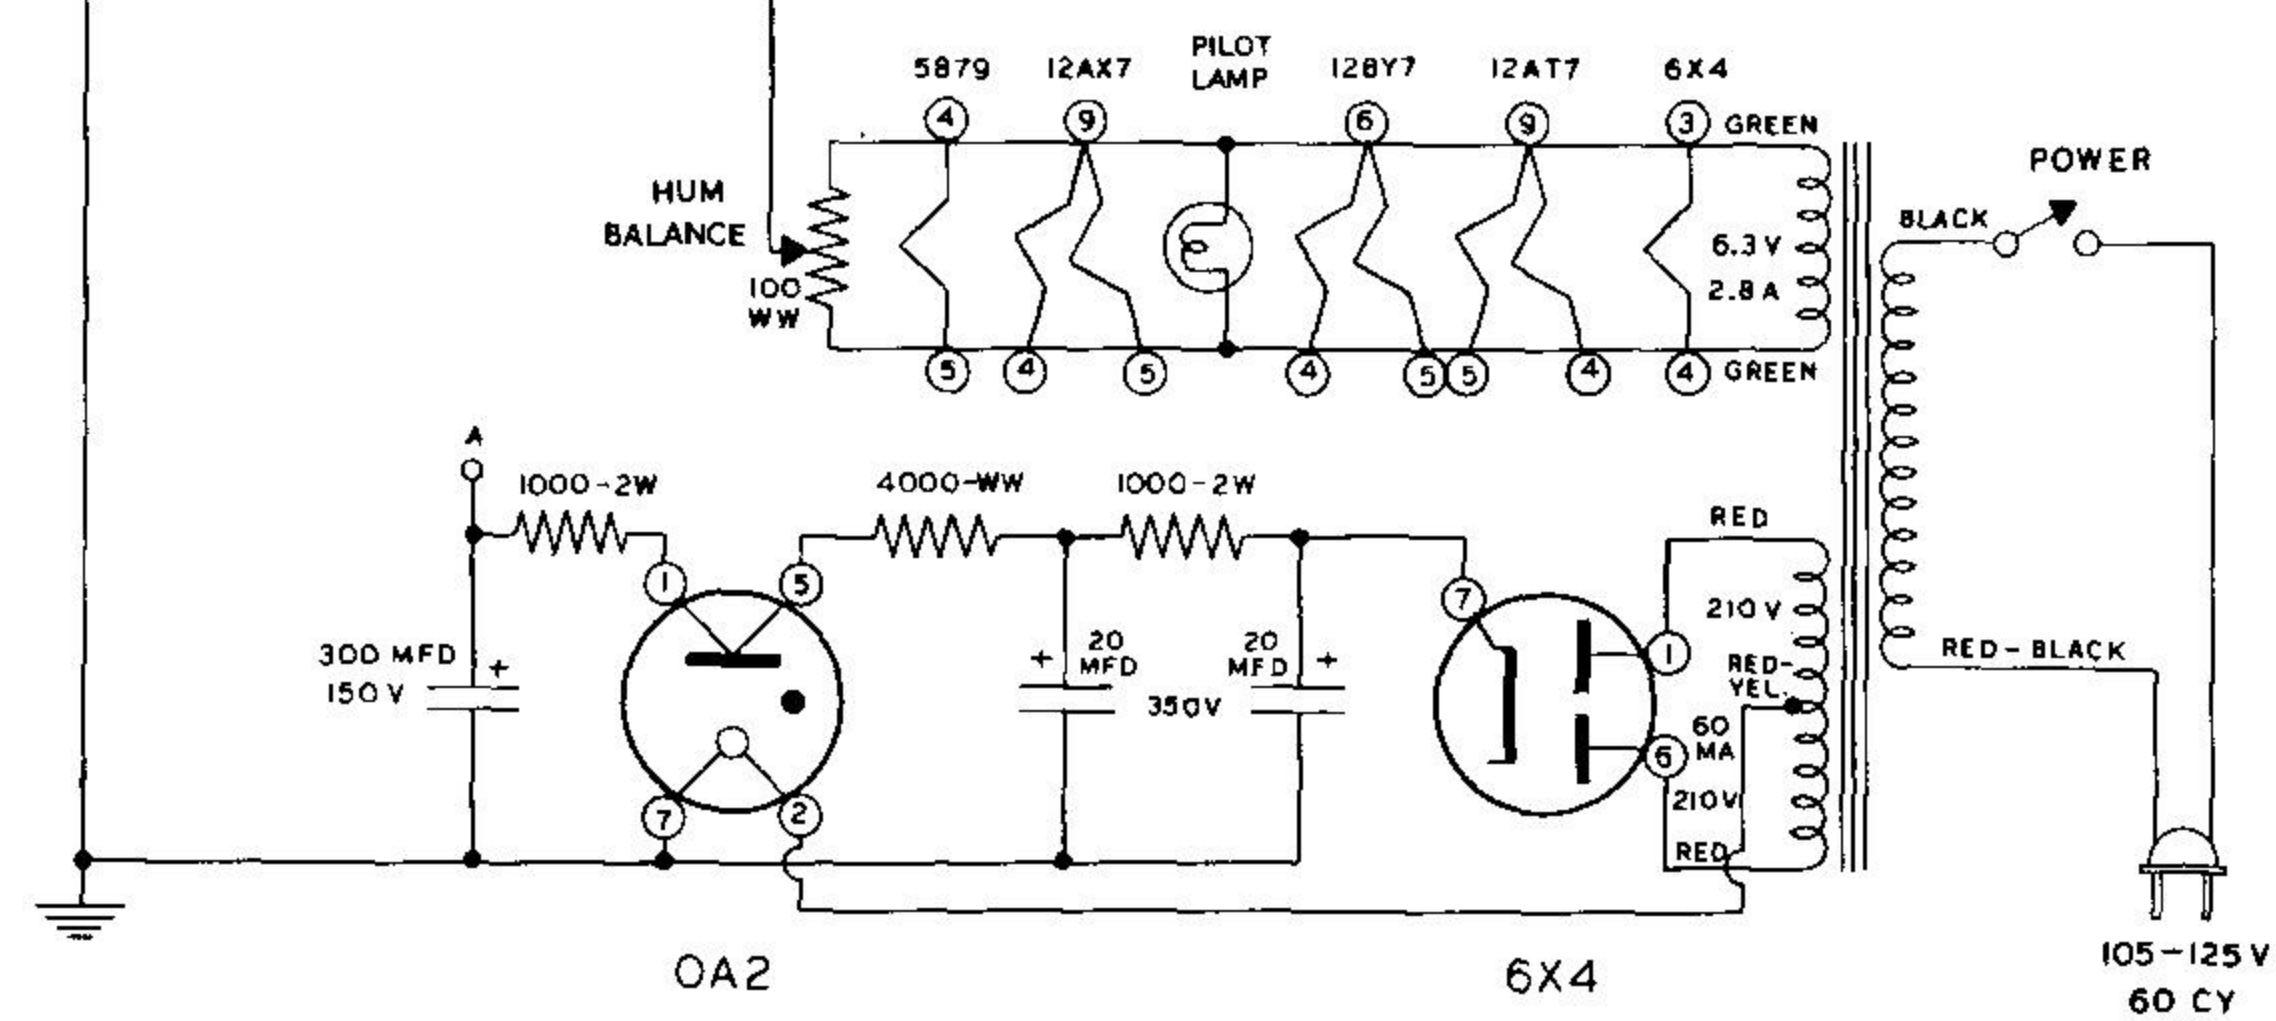 PILOT
LAMP
5879
12AX7
12BY7
12AT7
6X4
4
9
6
9
3
GREEN
POWER
HUM
BALANCE
100
WW
BLACK
6.3 V
2.8 A
5
4
5
4
5
5
4
4
GREEN
A
1000-2W
4000-WW
1000-2W
RED
1
5
7
210 V
300 MFD
+
150 V
+
20
MFD
20
MFD
+
350V
1
RED-
YEL.
RED-BLACK
60
MA
6
210V
7
2
RED
OA2
6X4
105-125 V
60 CY